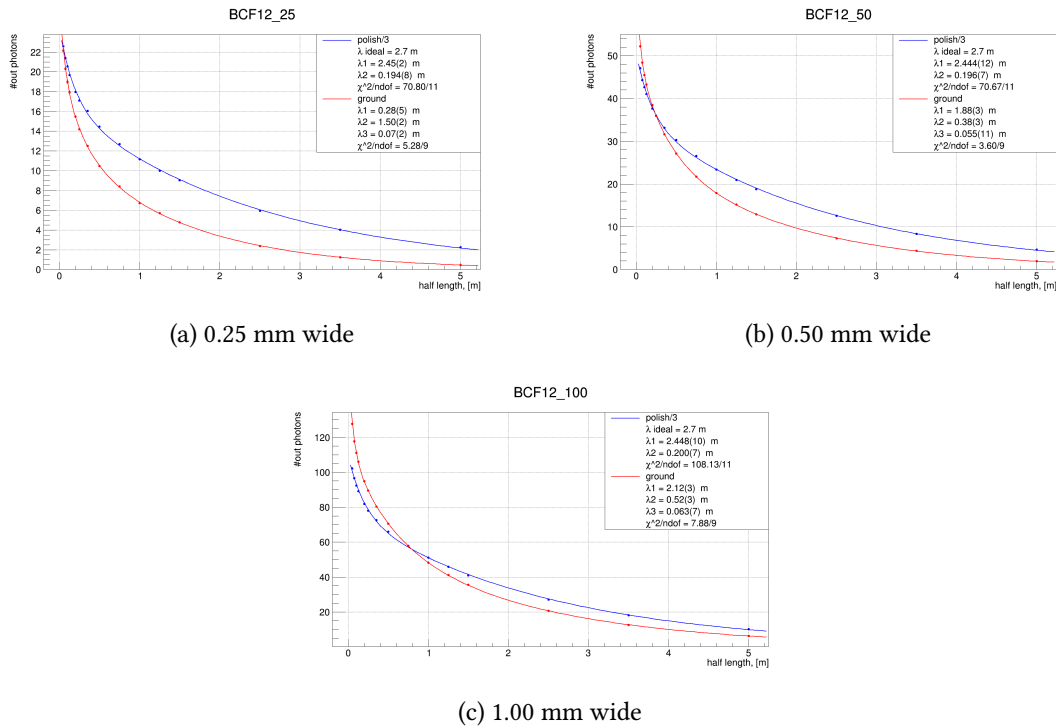 BCF12_25
#out photons
22
20
18
16
14
12
10
8
6
4
2
0
0 1 2 3 4 5
half length, [m]
polish/3
λ ideal = 2.7 m
λ1 = 2.45(2) m
λ2 = 0.194(8) m
χ^2/ndof = 70.80/11
ground
λ1 = 0.28(5) m
λ2 = 1.50(2) m
λ3 = 0.07(2) m
χ^2/ndof = 5.28/9
(a) 0.25 mm wide
BCF12_50
#out photons
50
40
30
20
10
0
0 1 2 3 4 5
half length, [m]
polish/3
λ ideal = 2.7 m
λ1 = 2.444(12) m
λ2 = 0.196(7) m
χ^2/ndof = 70.67/11
ground
λ1 = 1.88(3) m
λ2 = 0.38(3) m
λ3 = 0.055(11) m
χ^2/ndof = 3.60/9
(b) 0.50 mm wide
BCF12_100
#out photons
120
100
80
60
40
20
0 1 2 3 4 5
half length, [m]
polish/3
λ ideal = 2.7 m
λ1 = 2.448(10) m
λ2 = 0.200(7) m
χ^2/ndof = 108.13/11
ground
λ1 = 2.12(3) m
λ2 = 0.52(3) m
λ3 = 0.063(7) m
χ^2/ndof = 7.88/9
(c) 1.00 mm wide